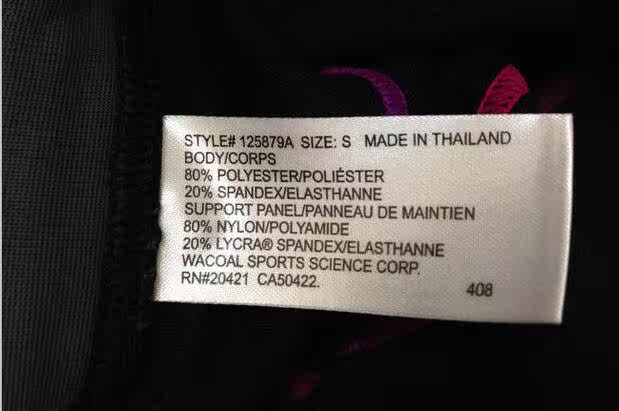 STYLE# 125879A SIZE: S MADE IN THAILAND
BODY/CORPS
80% POLYESTER/POLIÉSTER
20% SPANDEX/ELASTHANNE
SUPPORT PANEL/PANNEAU DE MAINTIEN
80% NYLON/POLYAMIDE
20% LYCRA® SPANDEX/ELASTHANNE
WACOAL SPORTS SCIENCE CORP.
RN#20421 CA50422.
408